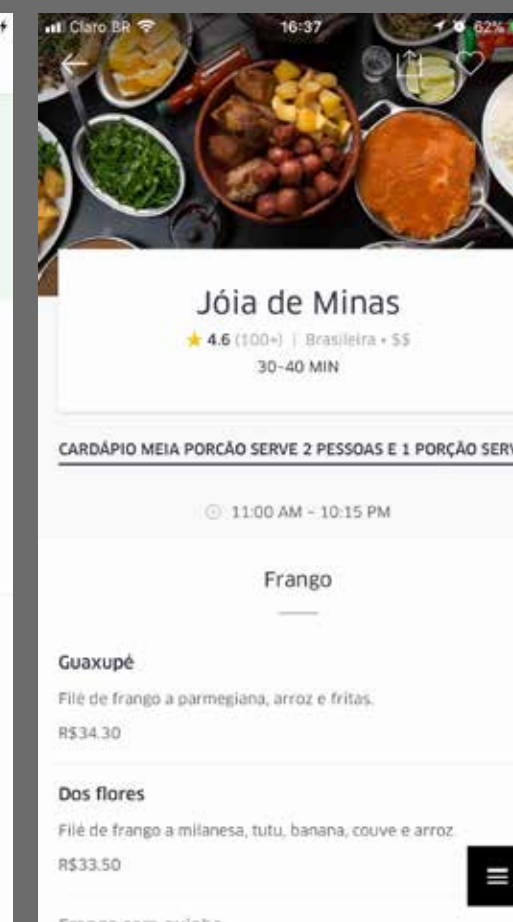 Claro BR 16:37 62%
Jóia de Minas
4.6 (100+) | Brasileira • $$
30-40 MIN
CARDÁPIO MEIA PORCÃO SERVE 2 PESSOAS E 1 PORÇÃO SERV
11:00 AM - 10:15 PM
Frango
Guaxupé
Filé de frango a parmegiana, arroz e fritas.
R$34.30
Dos flores
Filé de frango a milanesa, tutu, banana, couve e arroz
R$33.50